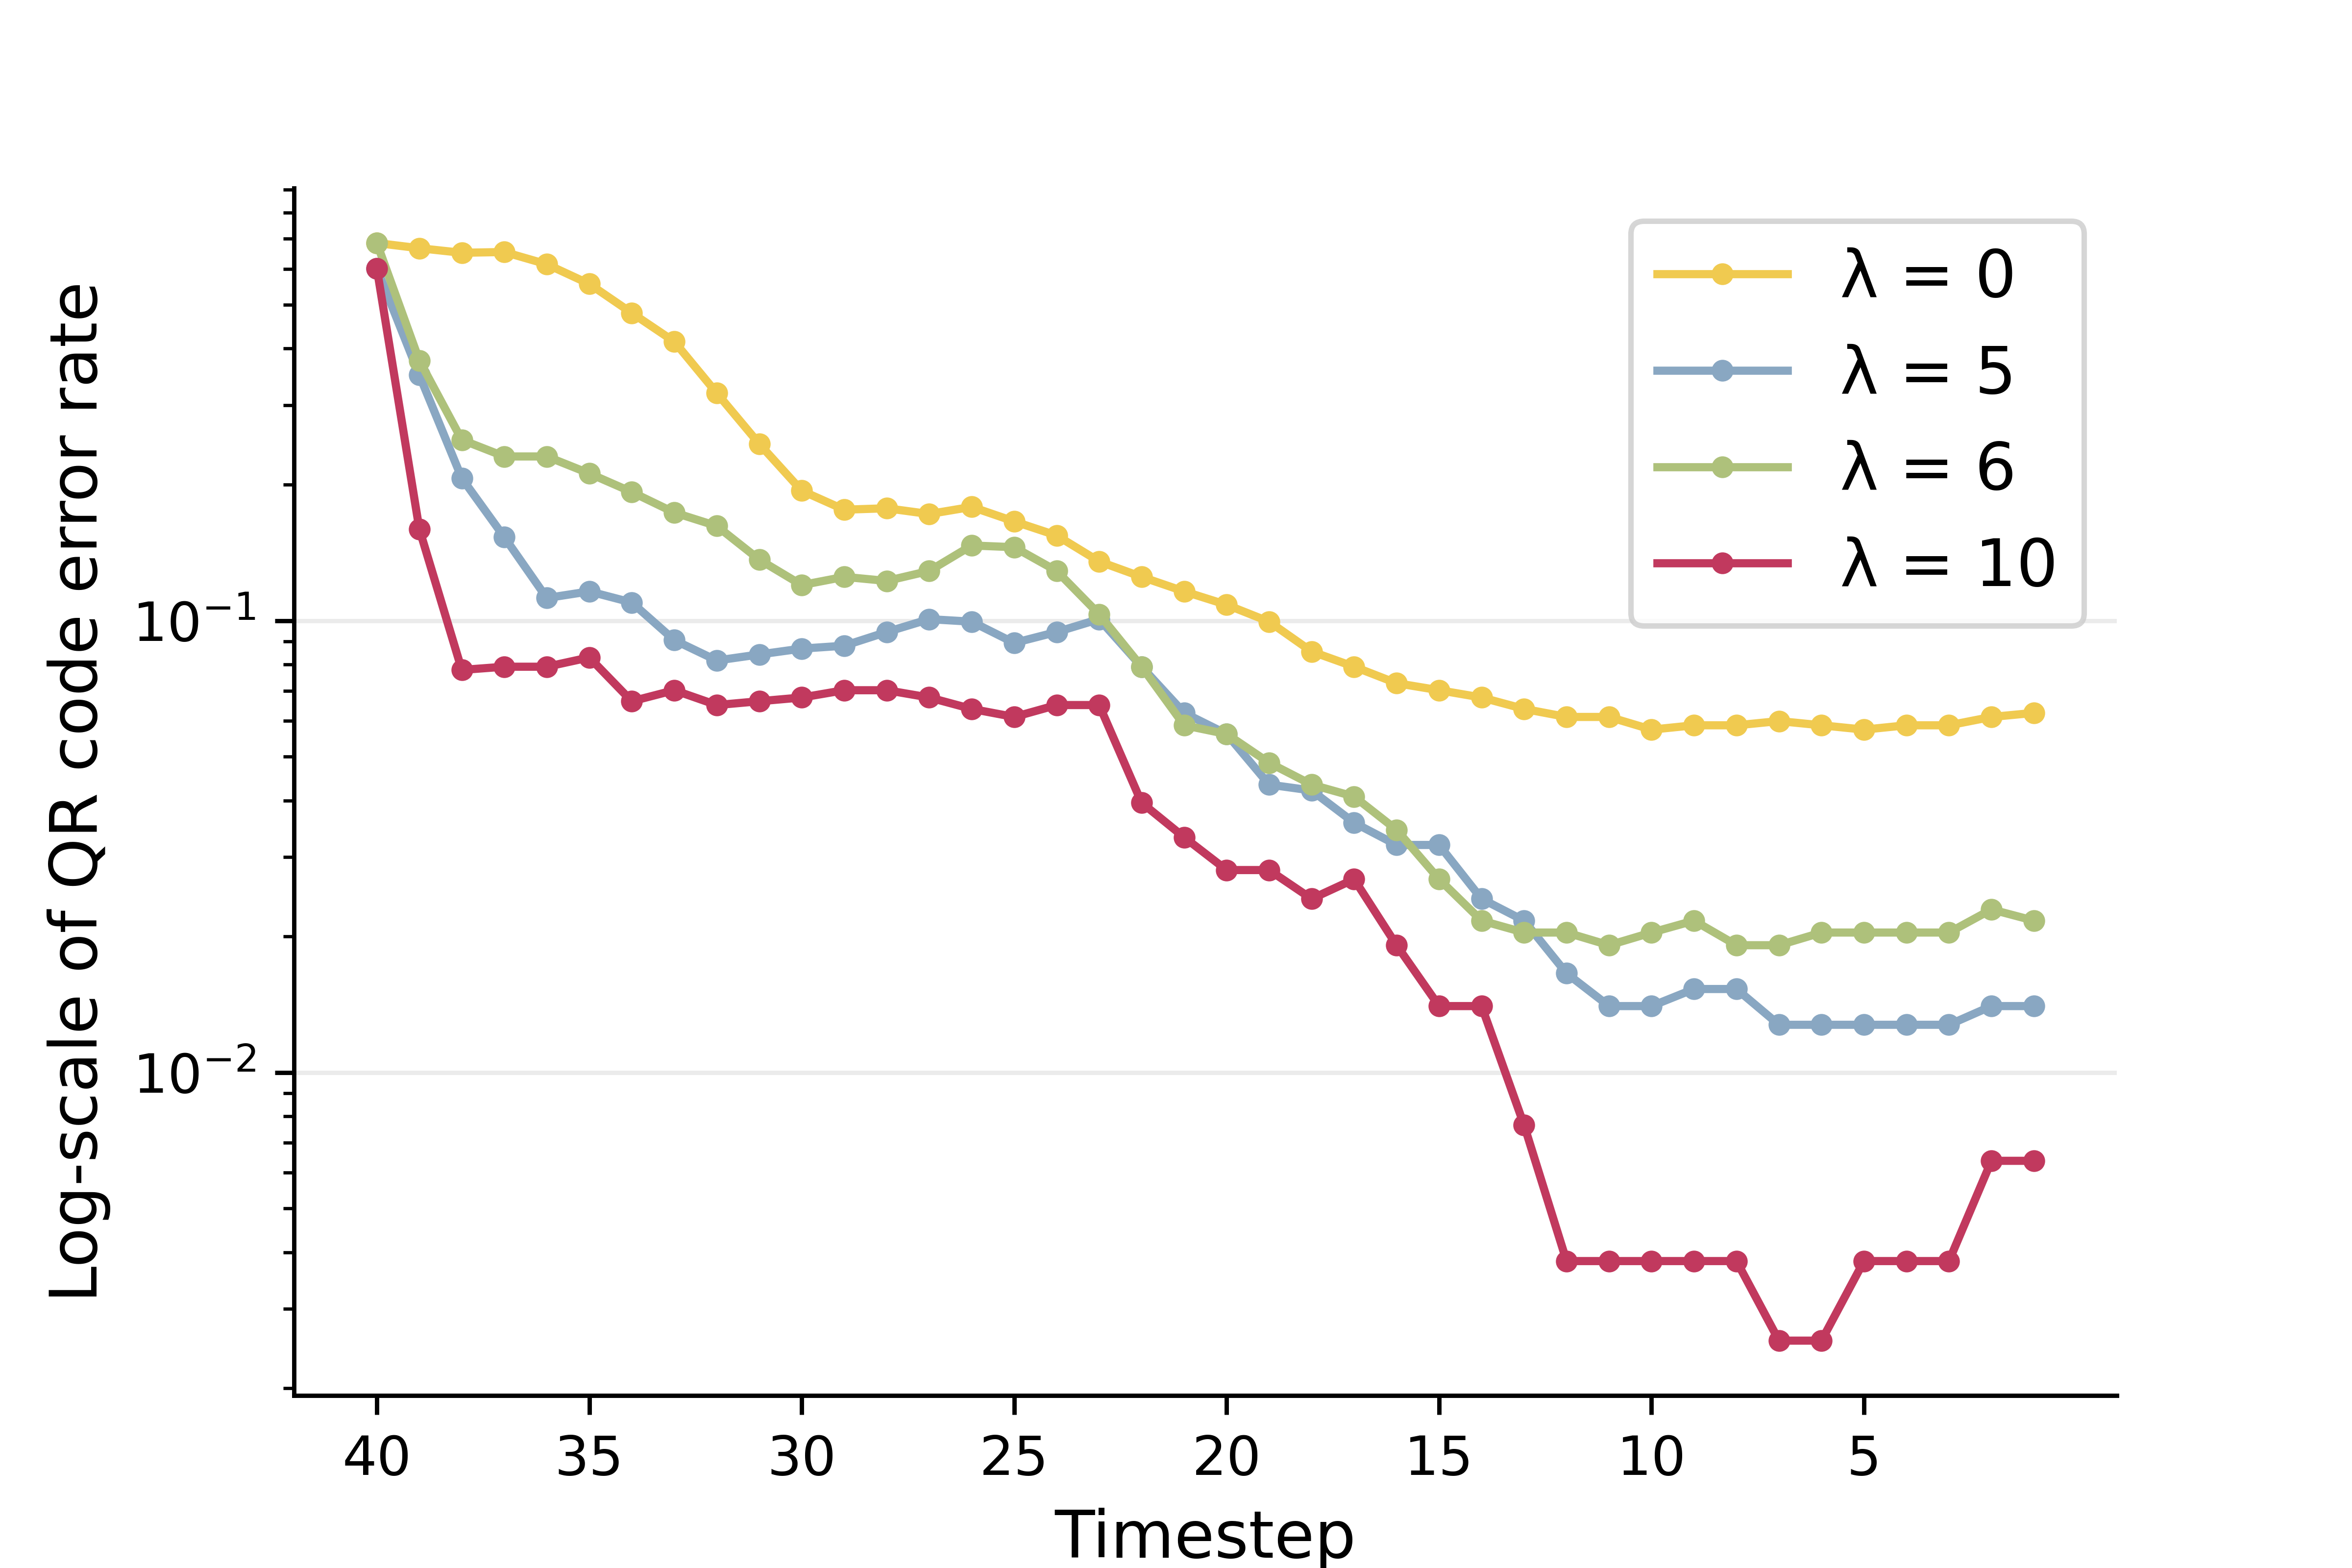 Log-scale of QR code error rate
10⁻¹
10⁻²
λ = 0
λ = 5
λ = 6
λ = 10
40 35 30 25 20 15 10 5
Timestep